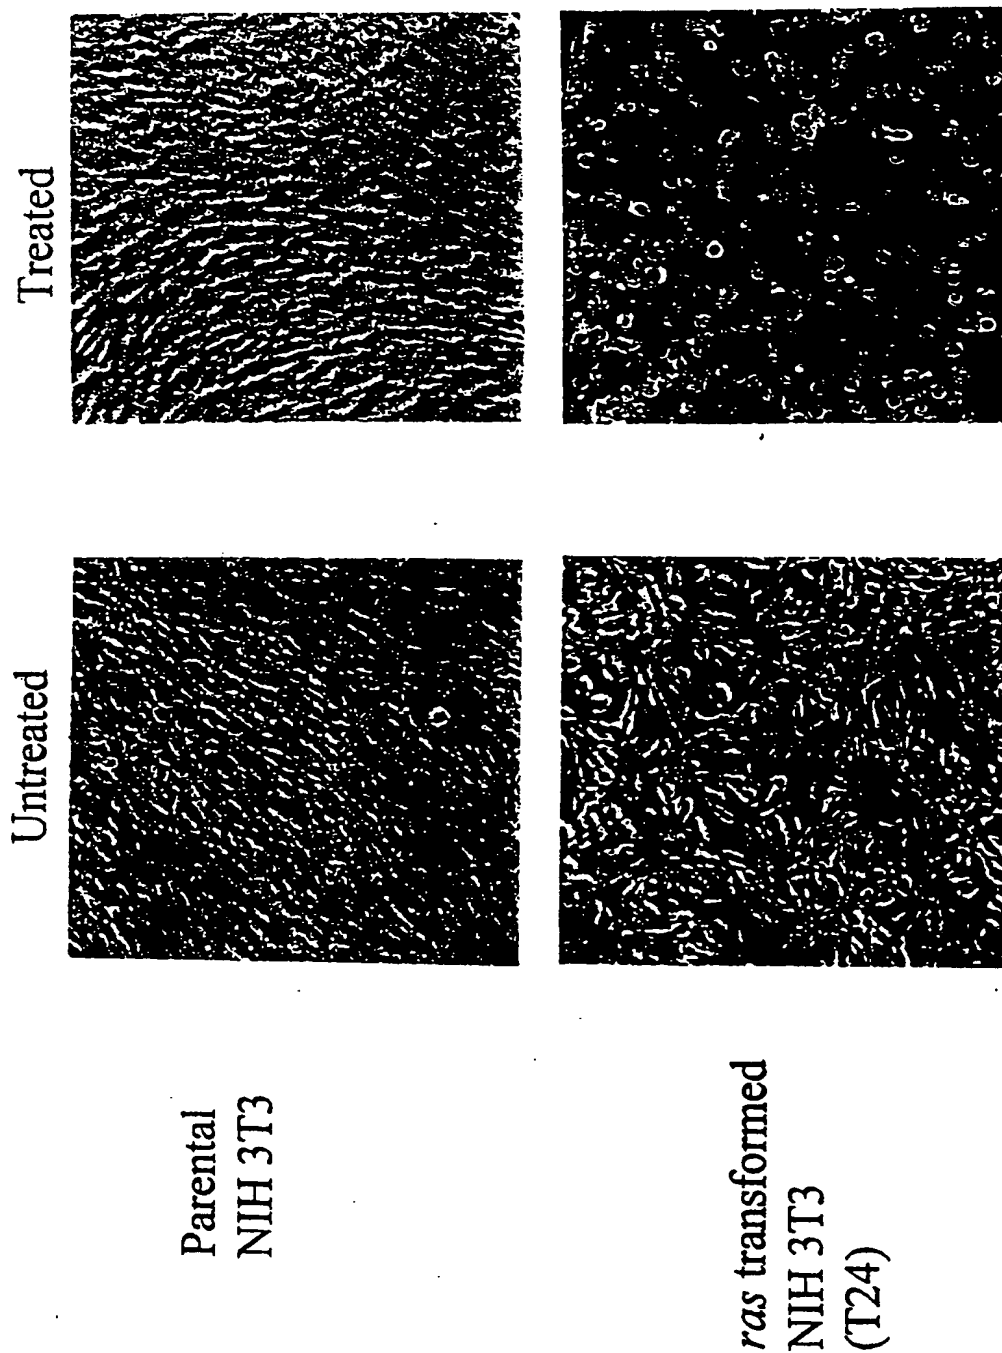 Untreated
Treated
Parental
NIH 3T3
ras transformed
NIH 3T3
(T24)